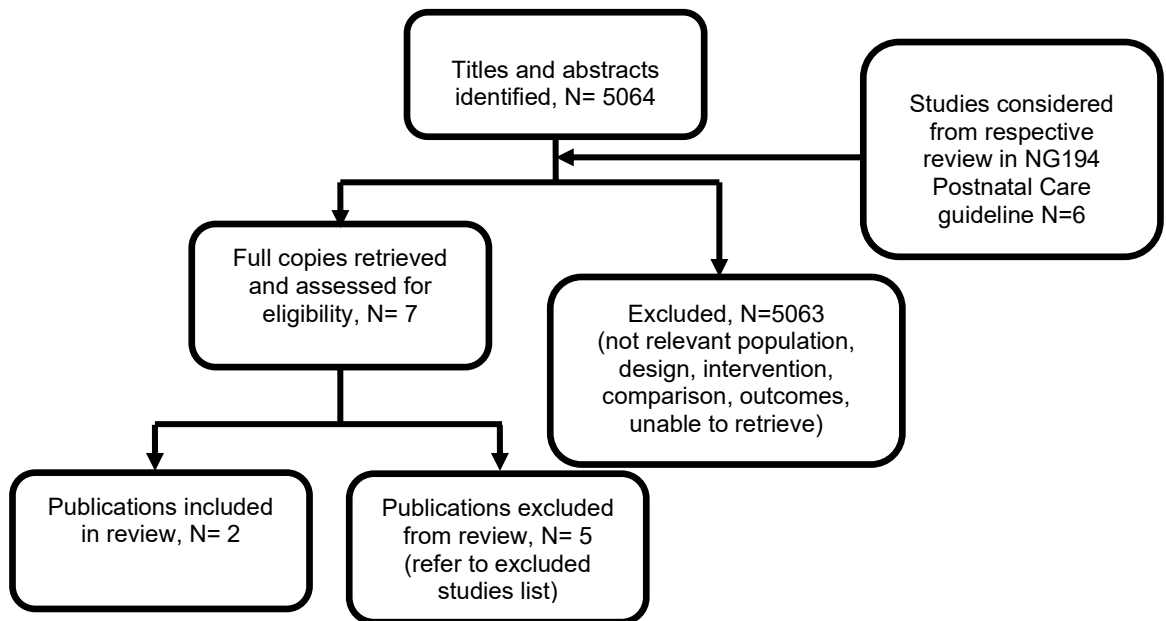 Titles and abstracts
identified, N= 5064
Studies considered
from respective
review in NG194
Postnatal Care
guideline N=6
Full copies retrieved
and assessed for
eligibility, N= 7
Excluded, N=5063
(not relevant population,
design, intervention,
comparison, outcomes,
unable to retrieve)
Publications included
in review, N= 2
Publications excluded
from review, N= 5
(refer to excluded
studies list)